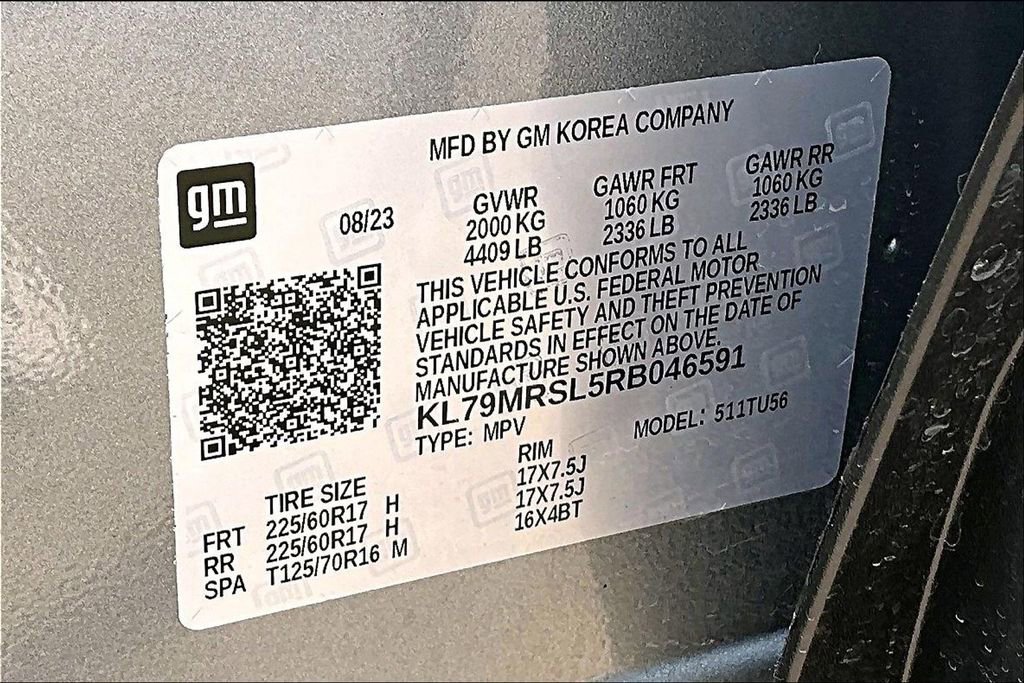 MFD BY GM KOREA COMPANY
gm
08/23
GVWR GAWR FRT GAWR RR
2000 KG 1060 KG 1060 KG
4409 LB 2336 LB 2336 LB
THIS VEHICLE CONFORMS TO ALL
APPLICABLE U.S. FEDERAL MOTOR
VEHICLE SAFETY AND THEFT PREVENTION
STANDARDS IN EFFECT ON THE DATE OF
MANUFACTURE SHOWN ABOVE.
KL79MRSL5RB046591
TYPE: MPV MODEL: 511TU56
TIRE SIZE RIM
FRT 225/60R17 H 17X7.5J
RR 225/60R17 H 17X7.5J
SPA T125/70R16 M 16X4BT